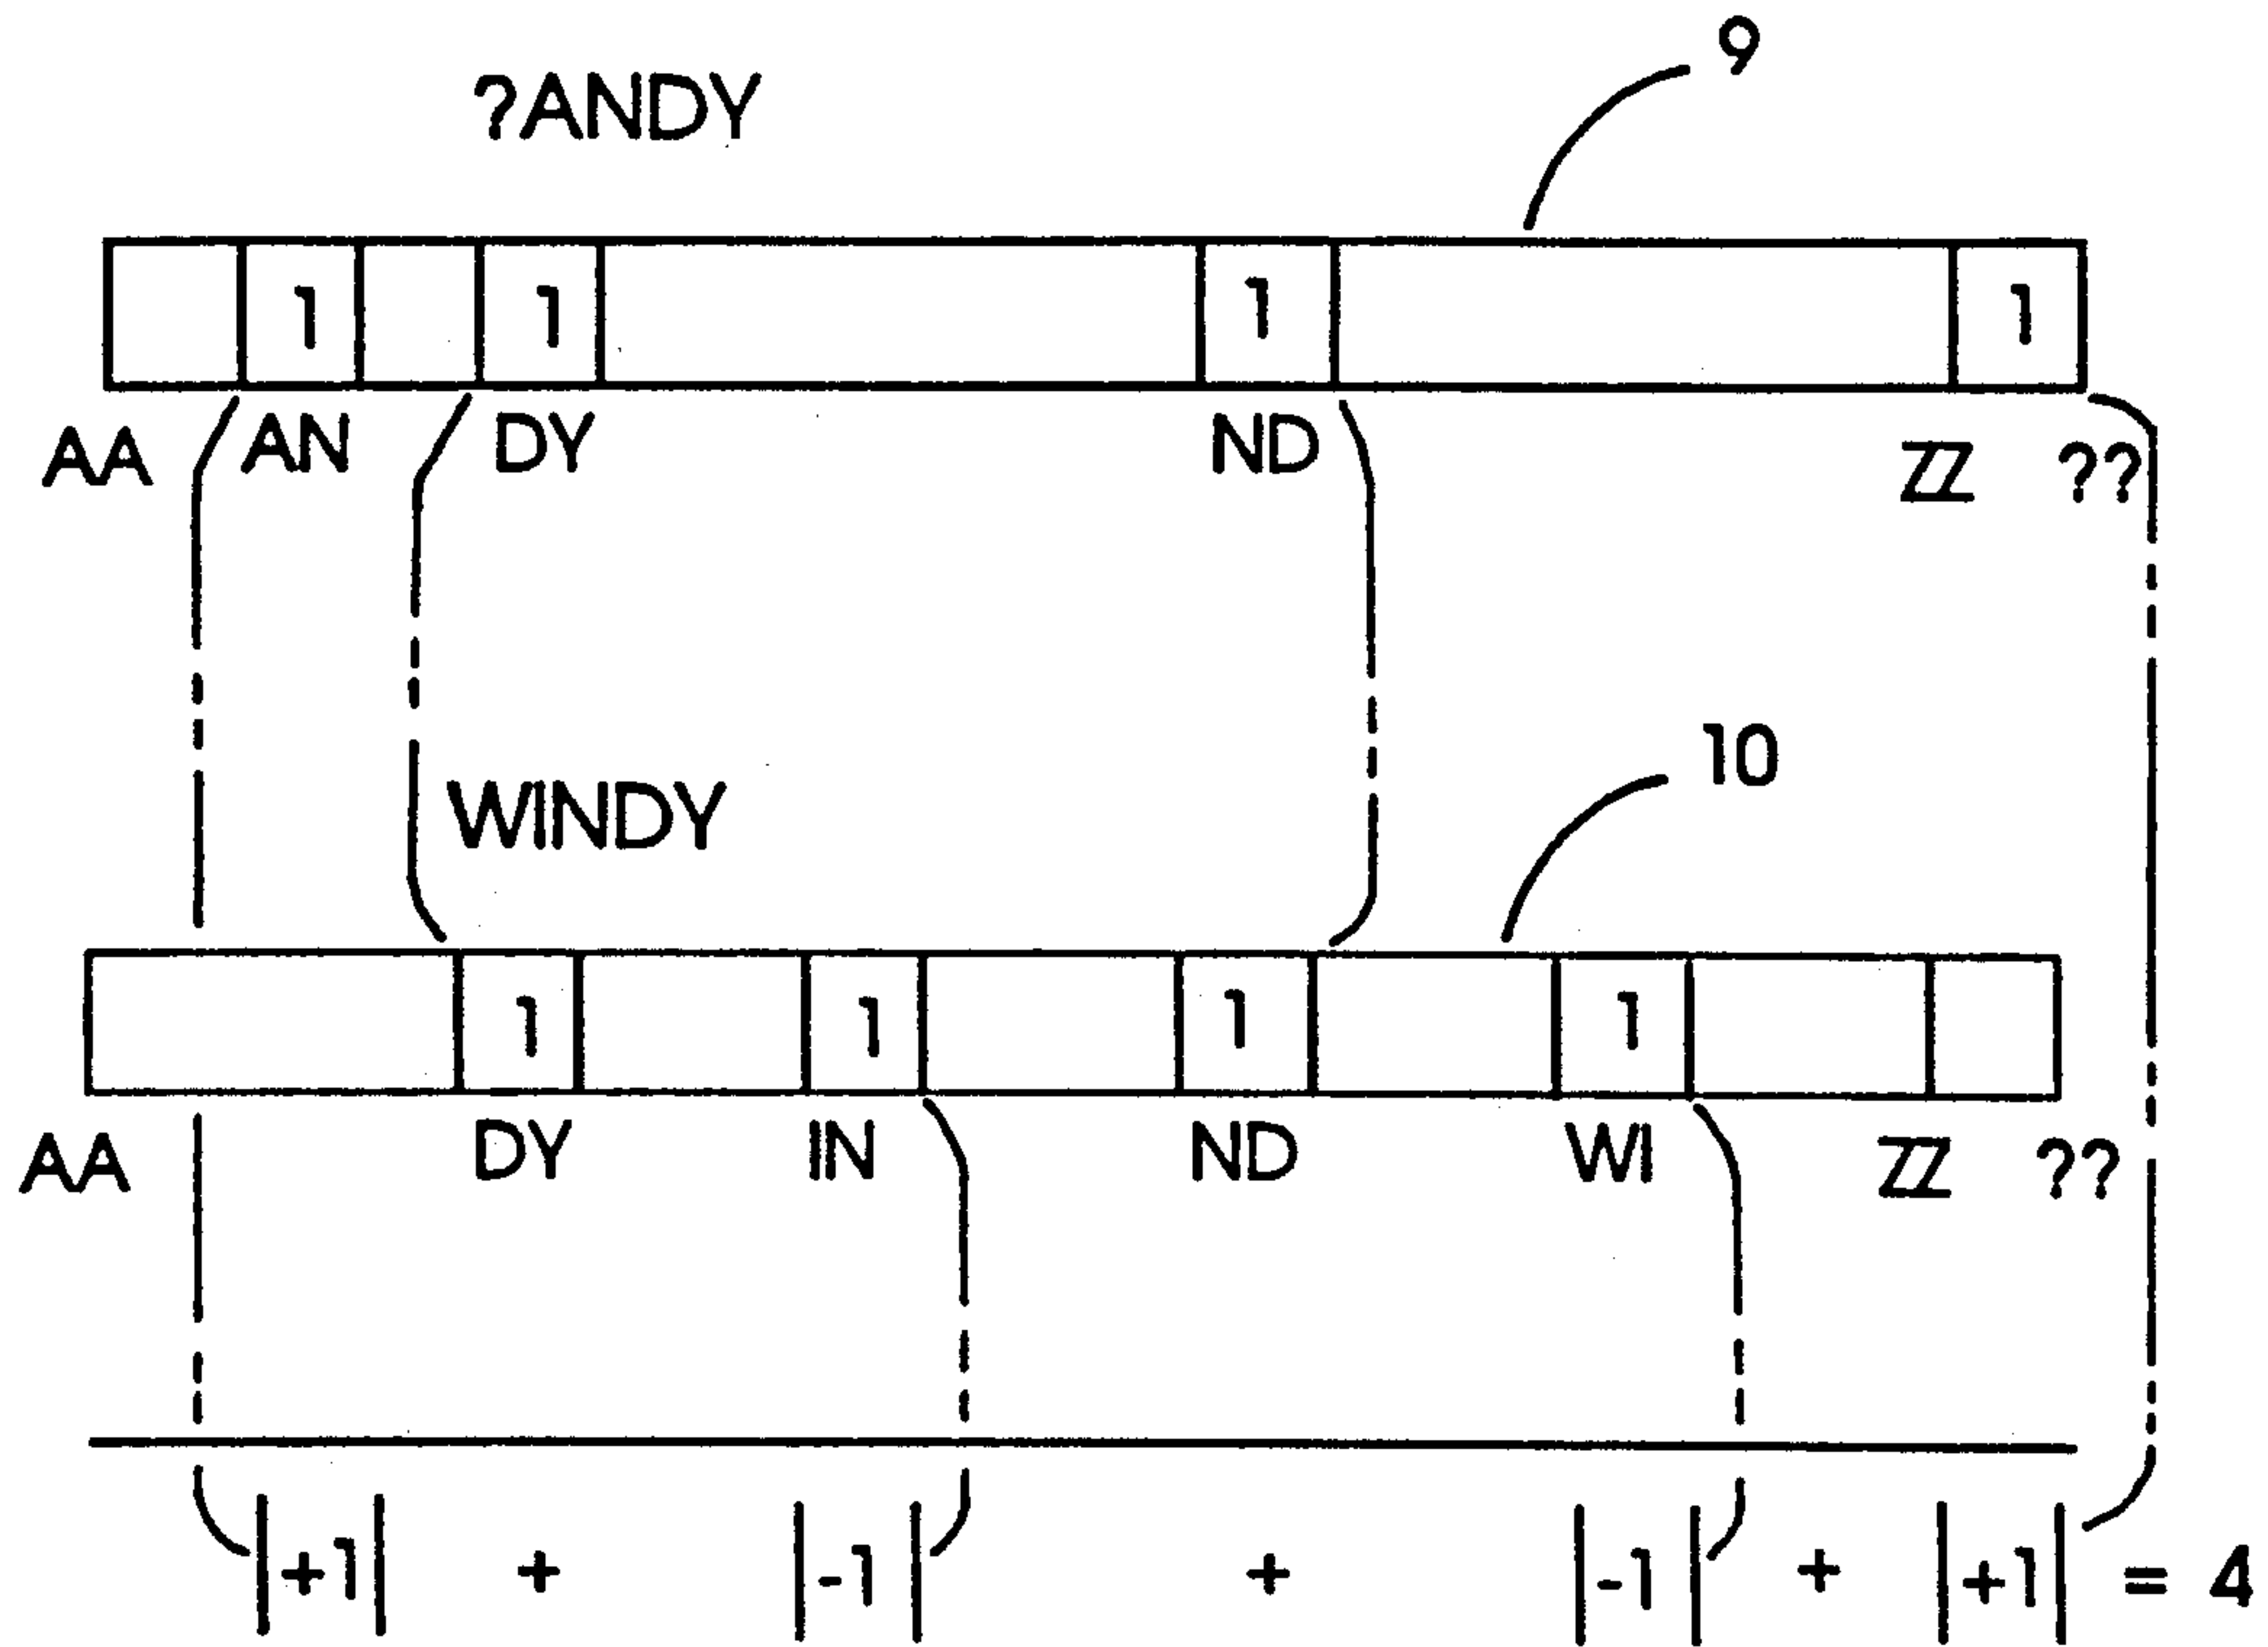 9
?ANDY
1 1 1 1
AA AN DY ND ZZ ??
10
WINDY
1 1 1 1
AA DY IN ND WI ZZ ??
|+1| + |-1| + |-1| + |+1| = 4